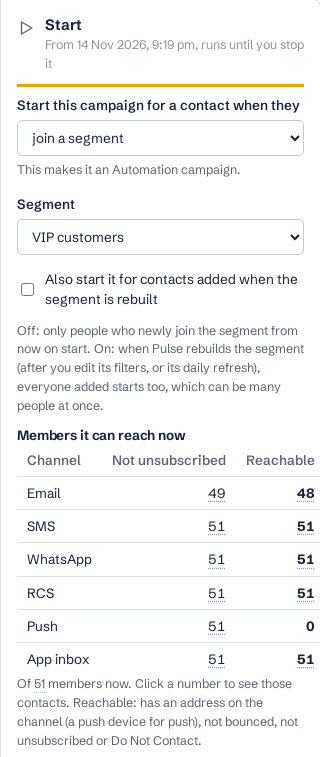 Start
From 14 Nov 2026, 9:19 pm, runs until you stop
it
Start this campaign for a contact when they
join a segment
This makes it an Automation campaign.
Segment
VIP customers
Also start it for contacts added when the
segment is rebuilt
Off: only people who newly join the segment from
now on start. On: when Pulse rebuilds the segment
(after you edit its filters, or its daily refresh),
everyone added starts too, which can be many
people at once.
Members it can reach now
Channel Not unsubscribed Reachable
Email 49 48
SMS 51 51
WhatsApp 51 51
RCS 51 51
Push 51 0
App inbox 51 51
Of 51 members now. Click a number to see those
contacts. Reachable: has an address on the
channel (a push device for push), not bounced, not
unsubscribed or Do Not Contact.